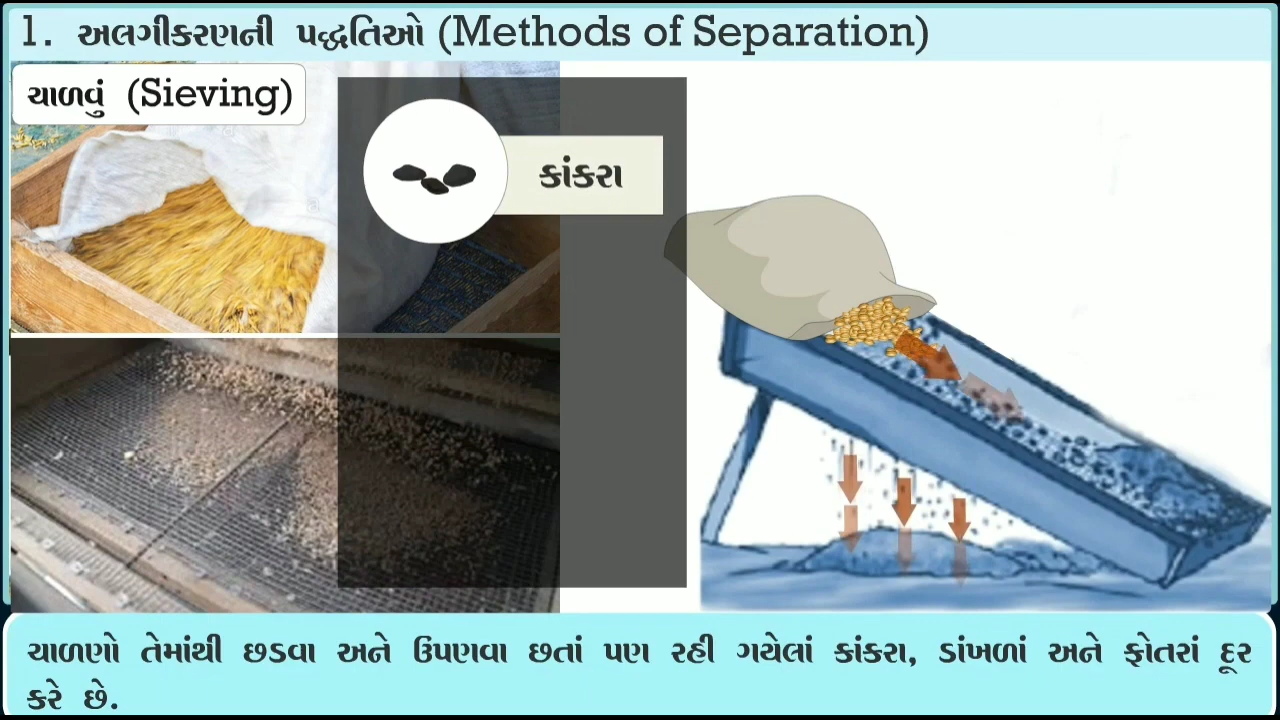 1. અલગીકરણની પદ્ધતિઓ (Methods of Separation)
ચાળવું (Sieving)
કાંકરા
ચાળણો તેમાંથી છડવા અને ઉપણવા છતાં પણ રહી ગયેલાં કાંકરા, ડાંખળાં અને ફોતરાં દૂર
કરે છે.